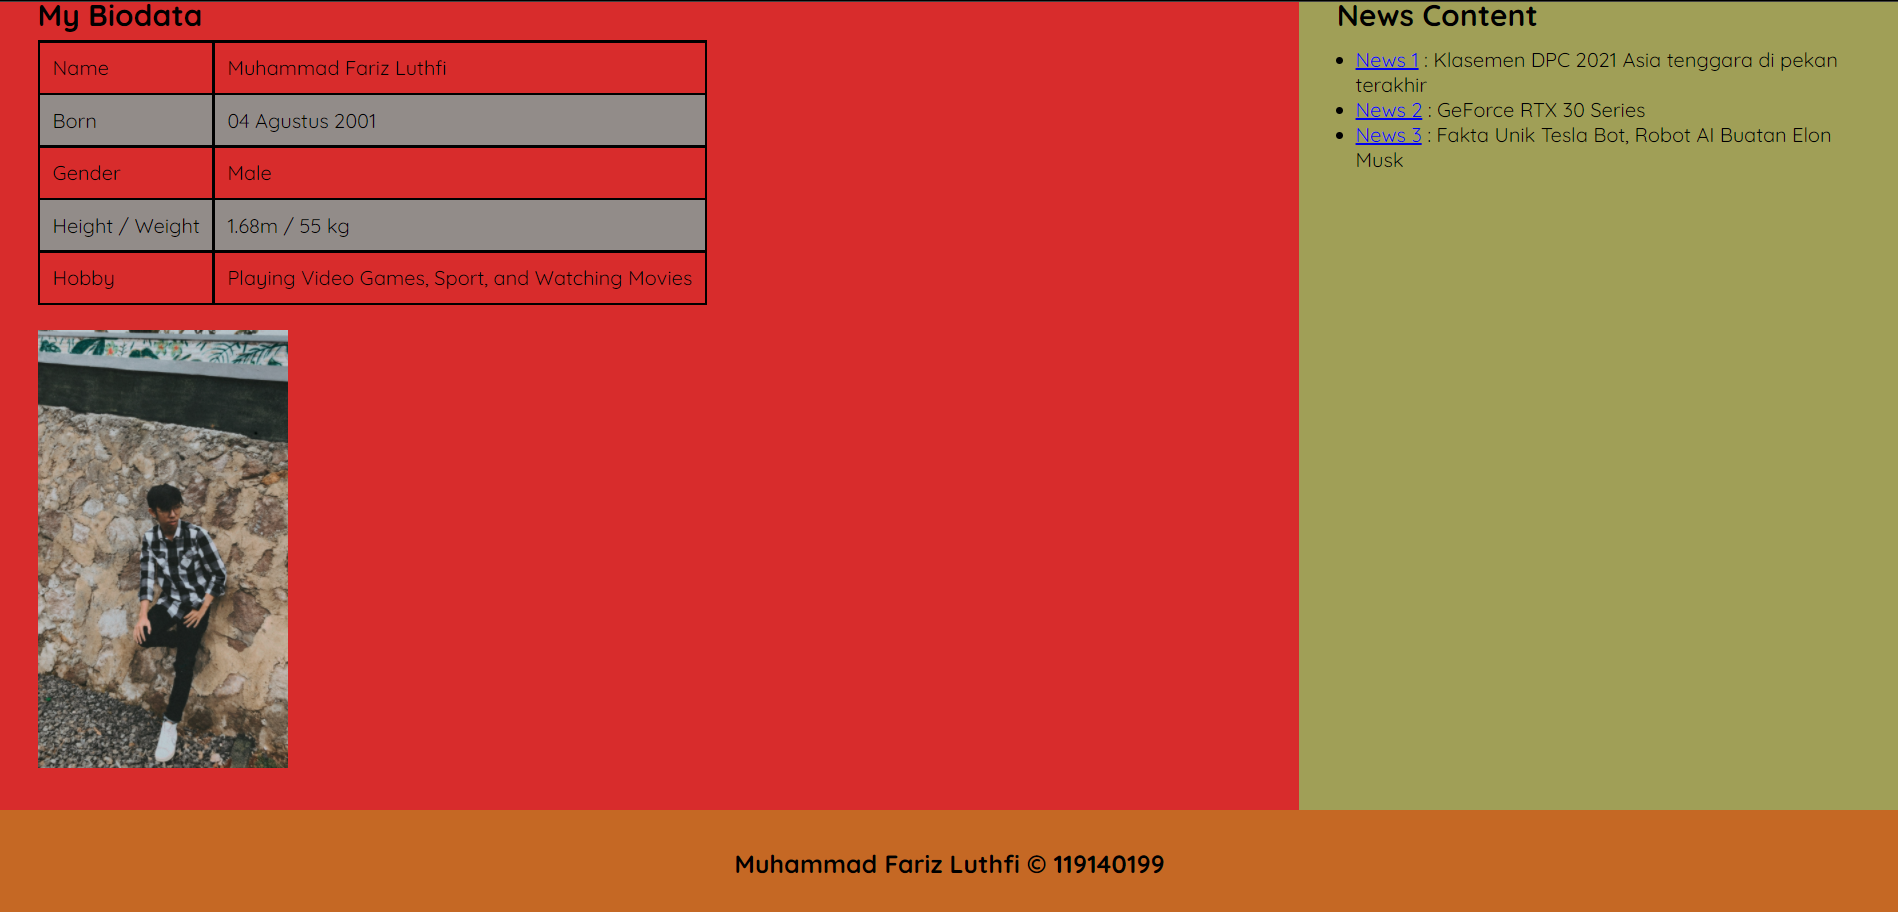 My Biodata
Name Muhammad Fariz Luthfi
Born 04 Agustus 2001
Gender Male
Height / Weight 1.68m / 55 kg
Hobby Playing Video Games, Sport, and Watching Movies
News Content
News 1 : Klasemen DPC 2021 Asia tenggara di pekan
terakhir
News 2 : GeForce RTX 30 Series
News 3 : Fakta Unik Tesla Bot, Robot AI Buatan Elon
Musk
Muhammad Fariz Luthfi © 119140199